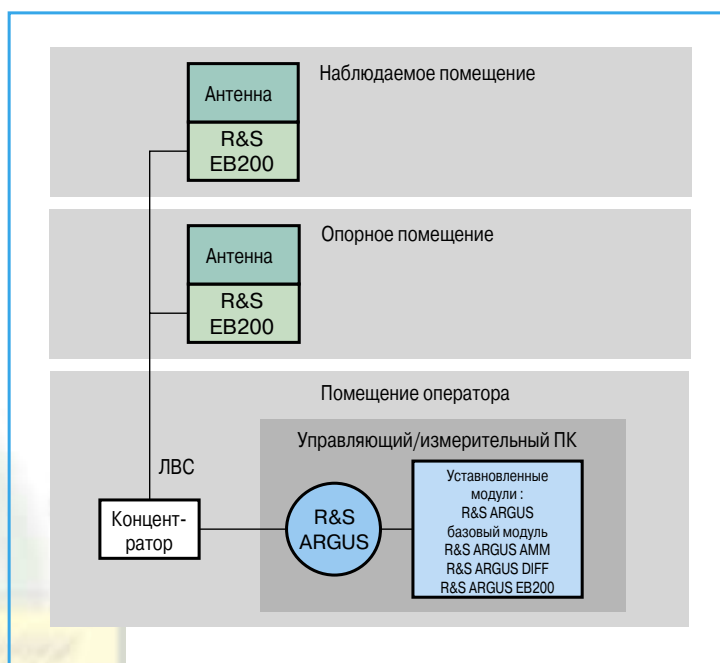 Наблюдаемое помещение
Антенна
R&S
EB200
Опорное помещение
Антенна
R&S
EB200
Помещение оператора
Управляющий/измерительный ПК
ЛВС
Концент-
ратор
R&S
ARGUS
Установленные
модули :
R&S ARGUS
базовый модуль
R&S ARGUS AMM
R&S ARGUS DIFF
R&S ARGUS EB200